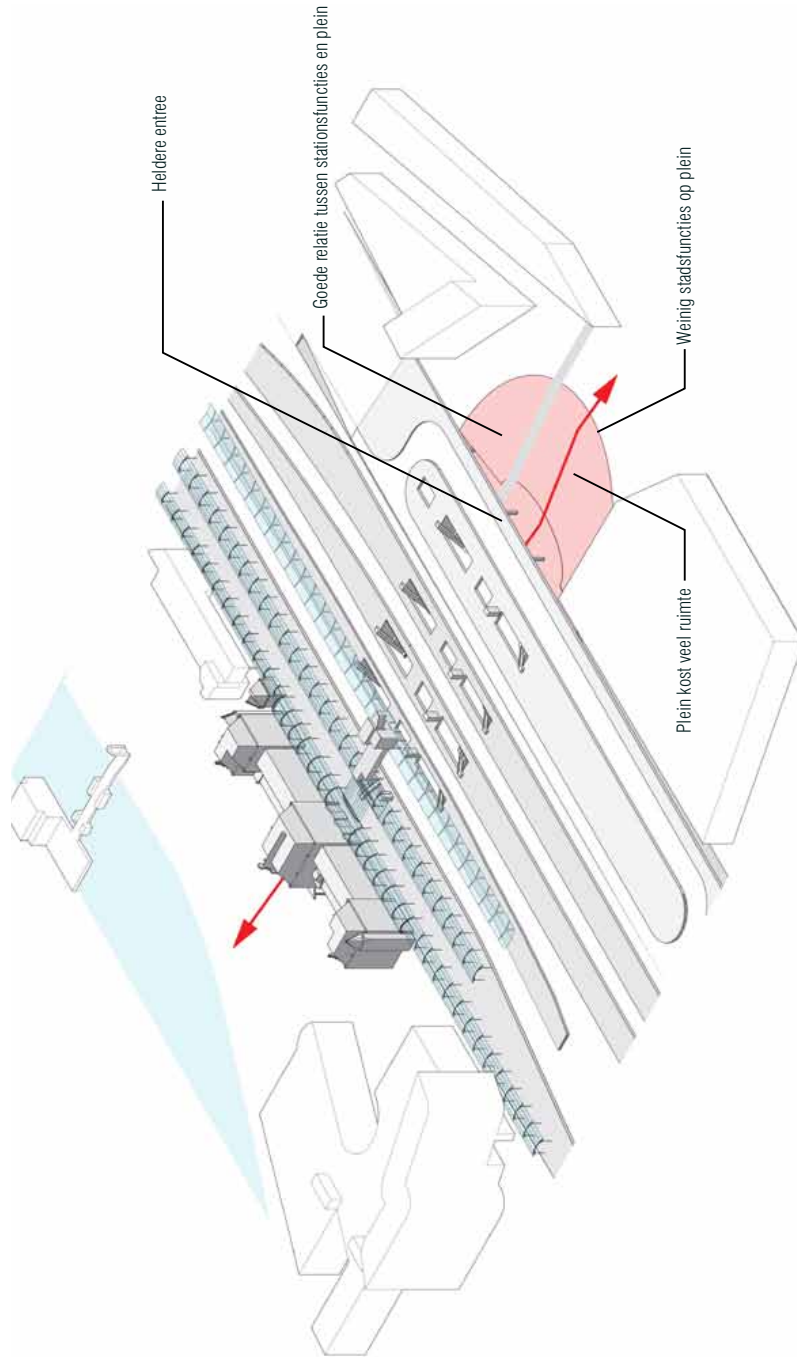 Heldere entree
Goede relatie tussen stationsfuncties en plein
Weinig stadsfuncties op plein
Plein kost veel ruimte